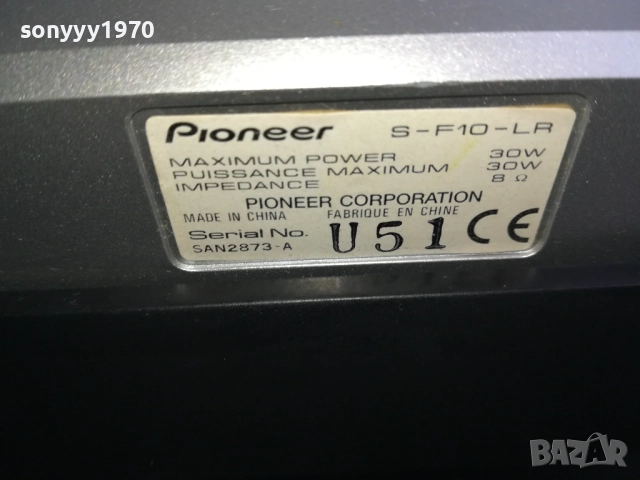 sonyyy1970
Pioneer S-F10-LR
MAXIMUM POWER 30W
PUISSANCE MAXIMUM 30W
IMPEDANCE 8 Ω
PIONEER CORPORATION
MADE IN CHINA FABRIQUE EN CHINE
Serial No. U51 CE
SAN2873-A
BAZAR